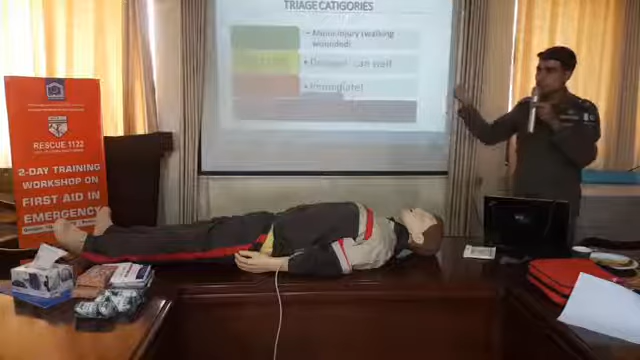 TRIAGE CATIGORIES
• Minor injury (walking
wounded)
• Delayed - can wait
• Immediate!
RESCUE 1122
2-DAY TRAINING
WORKSHOP ON
FIRST AID IN
EMERGENCY